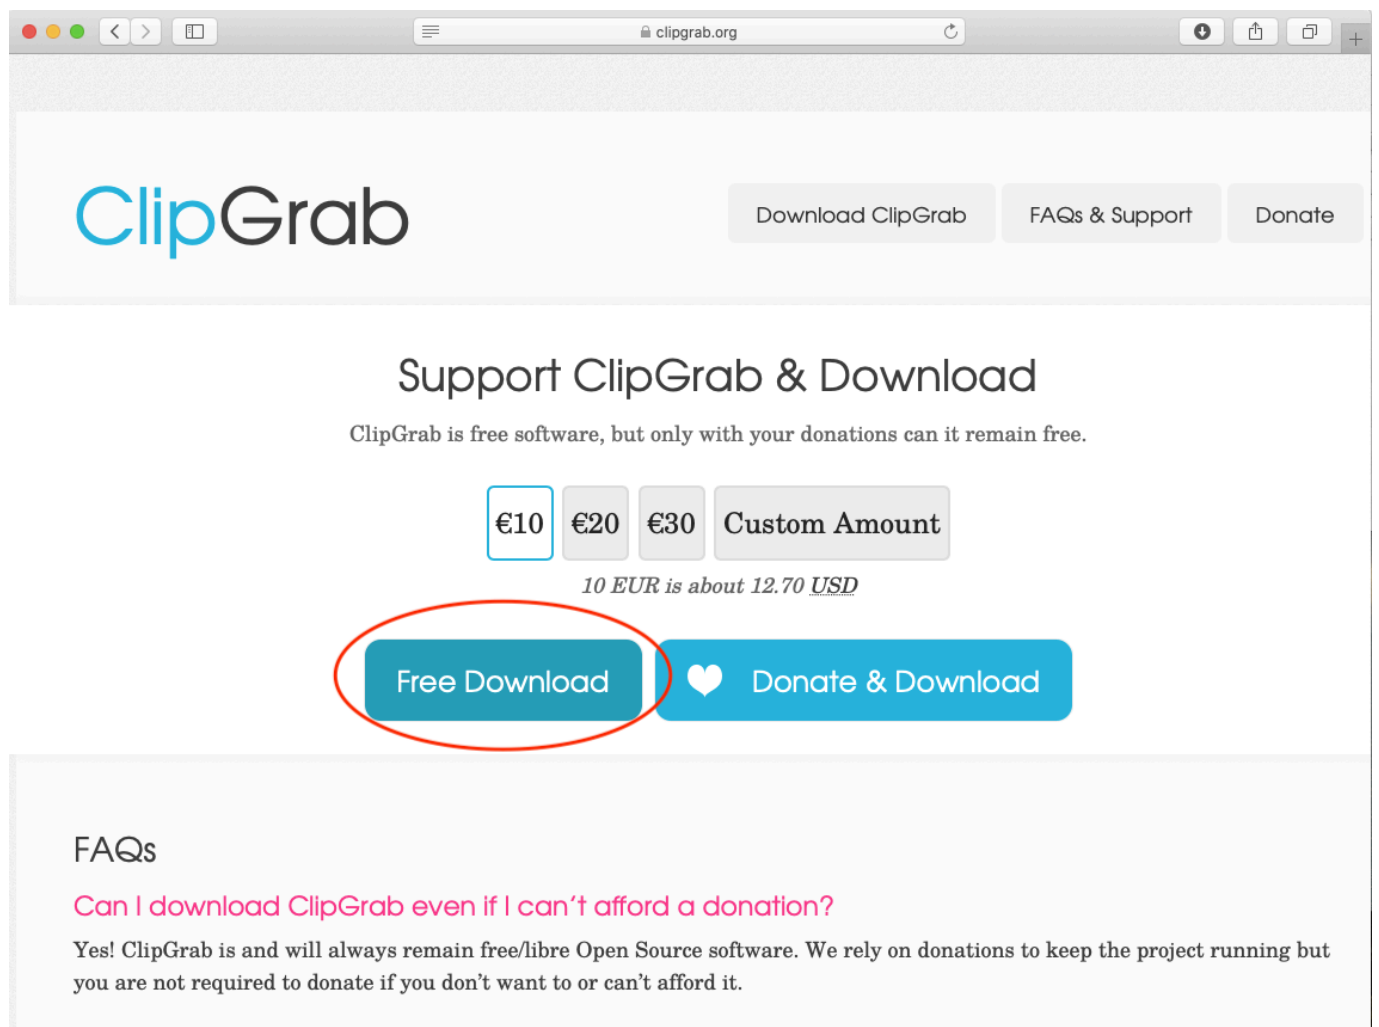 clipgrab.org
ClipGrab
Download ClipGrab
FAQs & Support
Donate
Support ClipGrab & Download
ClipGrab is free software, but only with your donations can it remain free.
€10 €20 €30 Custom Amount
10 EUR is about 12.70 USD
Free Download
Donate & Download
FAQs
Can I download ClipGrab even if I can't afford a donation?
Yes! ClipGrab is and will always remain free/libre Open Source software. We rely on donations to keep the project running but
you are not required to donate if you don't want to or can't afford it.